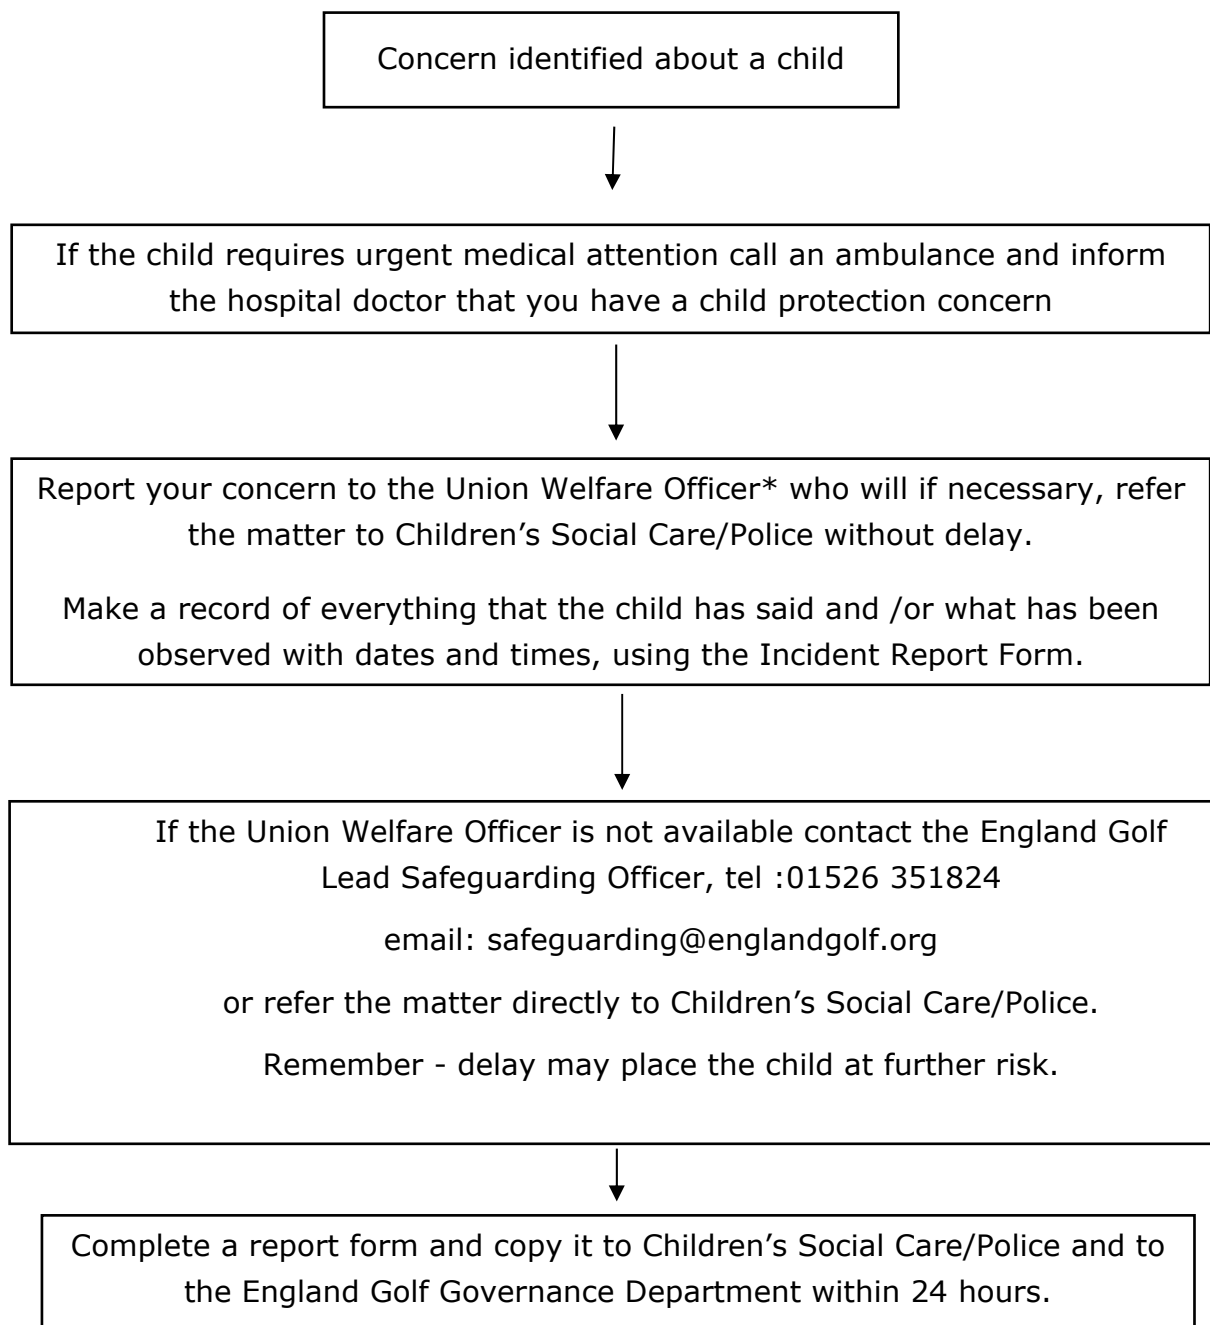 Concern identified about a child
If the child requires urgent medical attention call an ambulance and inform
the hospital doctor that you have a child protection concern
Report your concern to the Union Welfare Officer* who will if necessary, refer
the matter to Children’s Social Care/Police without delay.
Make a record of everything that the child has said and /or what has been
observed with dates and times, using the Incident Report Form.
If the Union Welfare Officer is not available contact the England Golf
Lead Safeguarding Officer, tel :01526 351824
email: safeguarding@englandgolf.org
or refer the matter directly to Children’s Social Care/Police.
Remember - delay may place the child at further risk.
Complete a report form and copy it to Children’s Social Care/Police and to
the England Golf Governance Department within 24 hours.